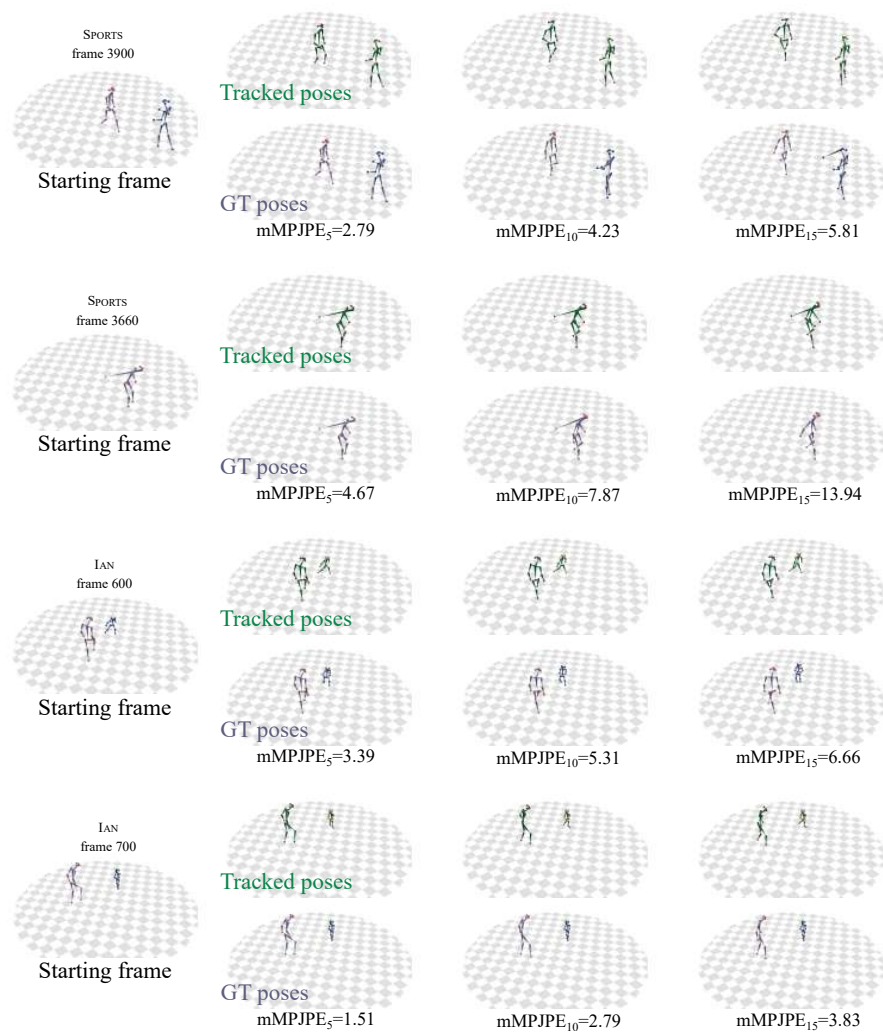 SPORTS
frame 3900
Starting frame
Tracked poses
GT poses
mMPJPE₅=2.79
mMPJPE₁₀=4.23
mMPJPE₁₅=5.81
SPORTS
frame 3660
Starting frame
Tracked poses
GT poses
mMPJPE₅=4.67
mMPJPE₁₀=7.87
mMPJPE₁₅=13.94
IAN
frame 600
Starting frame
Tracked poses
GT poses
mMPJPE₅=3.39
mMPJPE₁₀=5.31
mMPJPE₁₅=6.66
IAN
frame 700
Starting frame
Tracked poses
GT poses
mMPJPE₅=1.51
mMPJPE₁₀=2.79
mMPJPE₁₅=3.83